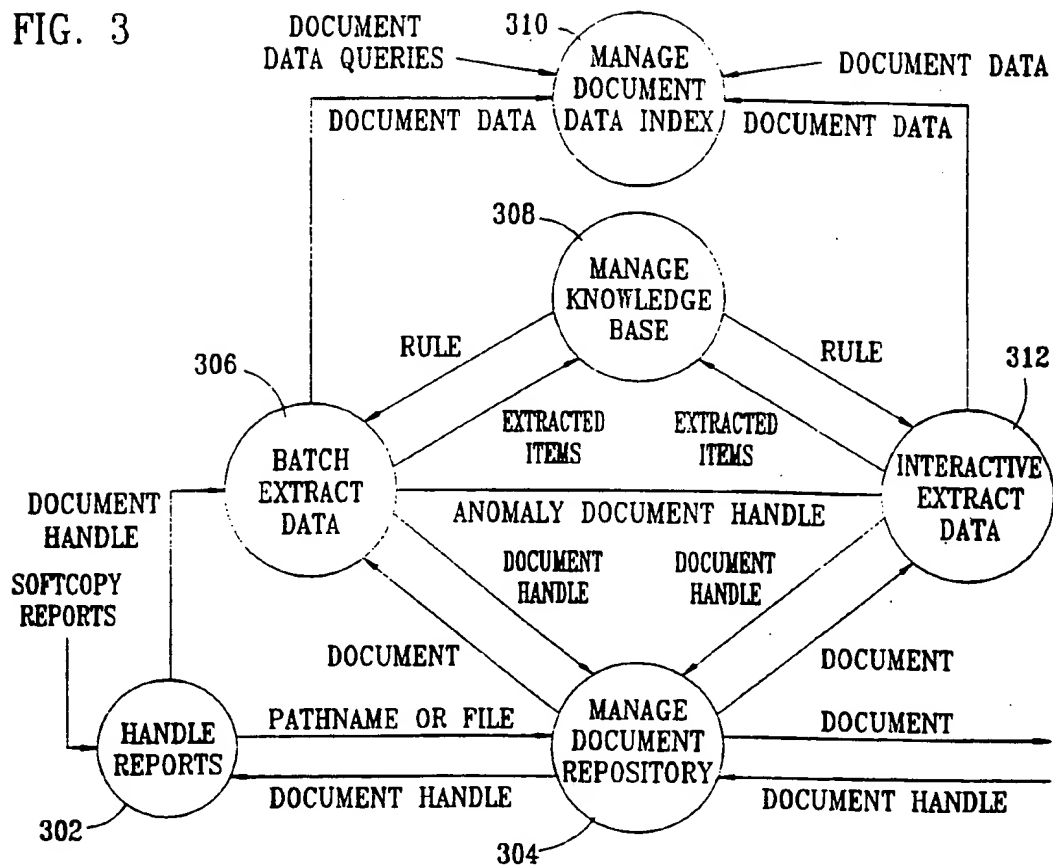 FIG. 3
DOCUMENT
DATA QUERIES
310
MANAGE
DOCUMENT
DATA INDEX
DOCUMENT DATA
DOCUMENT DATA
DOCUMENT DATA
308
MANAGE
KNOWLEDGE
BASE
RULE
RULE
306
312
EXTRACTED
ITEMS
EXTRACTED
ITEMS
BATCH
EXTRACT
DATA
INTERACTIVE
EXTRACT
DATA
ANOMALY DOCUMENT HANDLE
DOCUMENT
HANDLE
SOFTCOPY
REPORTS
DOCUMENT
HANDLE
DOCUMENT
HANDLE
DOCUMENT
DOCUMENT
HANDLE
REPORTS
PATHNAME OR FILE
MANAGE
DOCUMENT
REPOSITORY
DOCUMENT
DOCUMENT HANDLE
DOCUMENT HANDLE
302
304